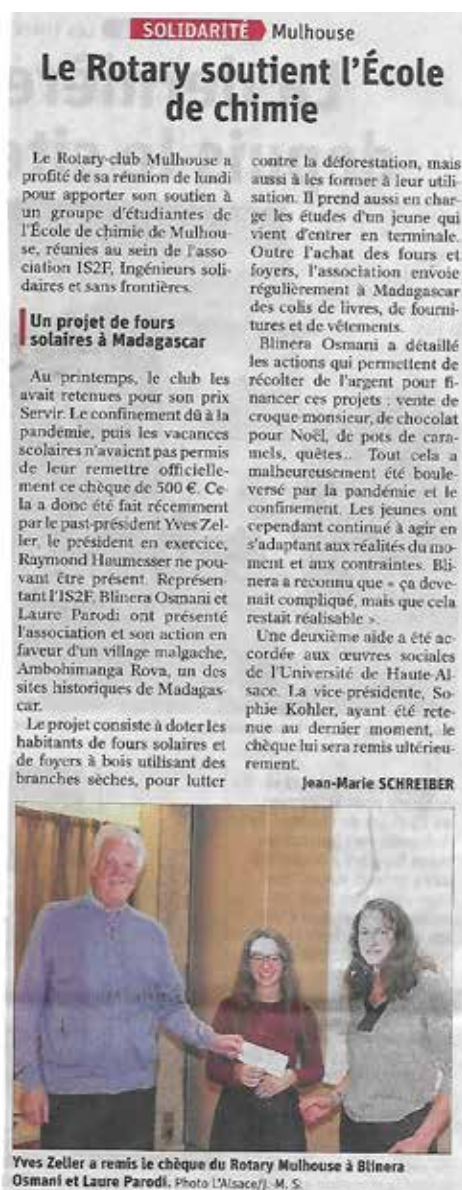 SOLIDARITÉ Mulhouse
Le Rotary soutient l'École
de chimie
Le Rotary-club Mulhouse a
profité de sa réunion de lundi
pour apporter son soutien à
un groupe d'étudiantes de
l'École de chimie de Mulhou-
se, réunies au sein de l'asso-
ciation IS2F, Ingénieurs soli-
daires et sans frontières.
Un projet de fours
solaires à Madagascar
Au printemps, le club les
avait retenues pour son prix
Servir. Le confinement dû à la
pandémie, puis les vacances
scolaires n'avaient pas permis
de leur remettre officielle-
ment ce chèque de 500 €. Ce-
la a donc été fait récemment
par le past-président Yves Zel-
ler, le président en exercice,
Raymond Haumesser ne pou-
vant être présent. Représen-
tant l'IS2F, Blinera Osmani et
Laure Parodi ont présenté
l'association et son action en
faveur d'un village malgache,
Ambohimanga Rova, un des
sites historiques de Madagas-
car.
Le projet consiste à doter les
habitants de fours solaires et
de foyers à bois utilisant des
branches sèches, pour lutter
contre la déforestation, mais
aussi à les former à leur utili-
sation. Il prend aussi en char-
ge les études d'un jeune qui
vient d'entrer en terminale.
Outre l'achat des fours et
foyers, l'association envoie
régulièrement à Madagascar
des colis de livres, de fourni-
tures et de vêtements.
Blinera Osmani a détaillé
les actions qui permettent de
récolter de l'argent pour fi-
nancer ces projets : vente de
croque-monsieur, de chocolat
pour Noël, de pots de cara-
mels, quêtes... Tout cela a
malheureusement été boule-
versé par la pandémie et le
confinement. Les jeunes ont
cependant continué à agir en
s'adaptant aux réalités du mo-
ment et aux contraintes. Bli-
nera a reconnu que « ça deve-
nait compliqué, mais que cela
restait réalisable ».
Une deuxième aide a été ac-
cordée aux œuvres sociales
de l'Université de Haute-Al-
sace. La vice-présidente, So-
phie Kohler, ayant été rete-
nue au dernier moment, le
chèque lui sera remis ultérieu-
rement.
Jean-Marie SCHREIBER
Yves Zeller a remis le chèque du Rotary Mulhouse à Blinera
Osmani et Laure Parodi. Photo L'Alsace/J.-M. S.